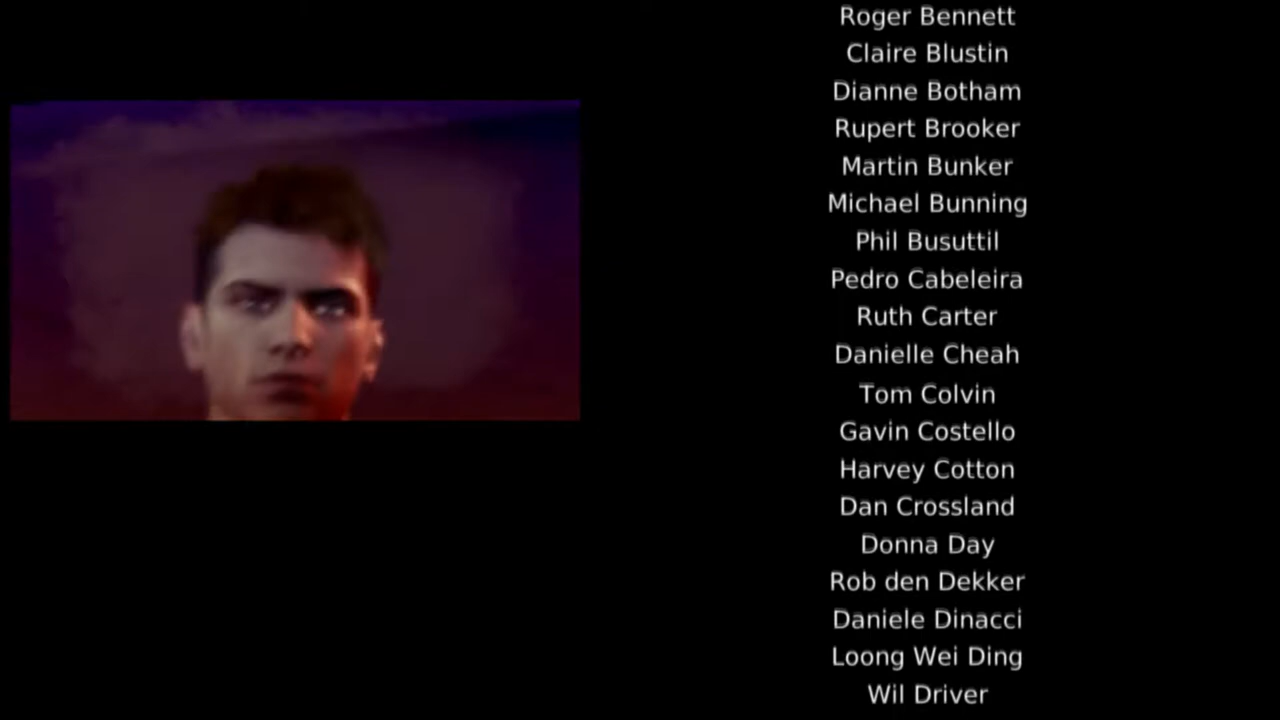 Roger Bennett
Claire Blustin
Dianne Botham
Rupert Brooker
Martin Bunker
Michael Bunning
Phil Busuttil
Pedro Cabeleira
Ruth Carter
Danielle Cheah
Tom Colvin
Gavin Costello
Harvey Cotton
Dan Crossland
Donna Day
Rob den Dekker
Daniele Dinacci
Loong Wei Ding
Wil Driver